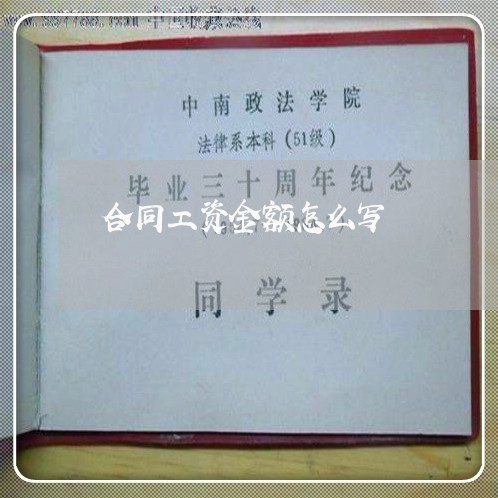 中南政法学院
法律系本科(51级)
毕业三十周年纪念
合同工资金额怎么写
同学录